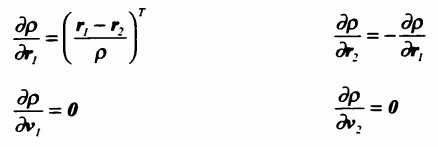 ∂ρ/∂r₁ = ((r₁ − r₂)/ρ)ᵀ    ∂ρ/∂r₂ = −∂ρ/∂r₁
∂ρ/∂v₁ = 0    ∂ρ/∂v₂ = 0